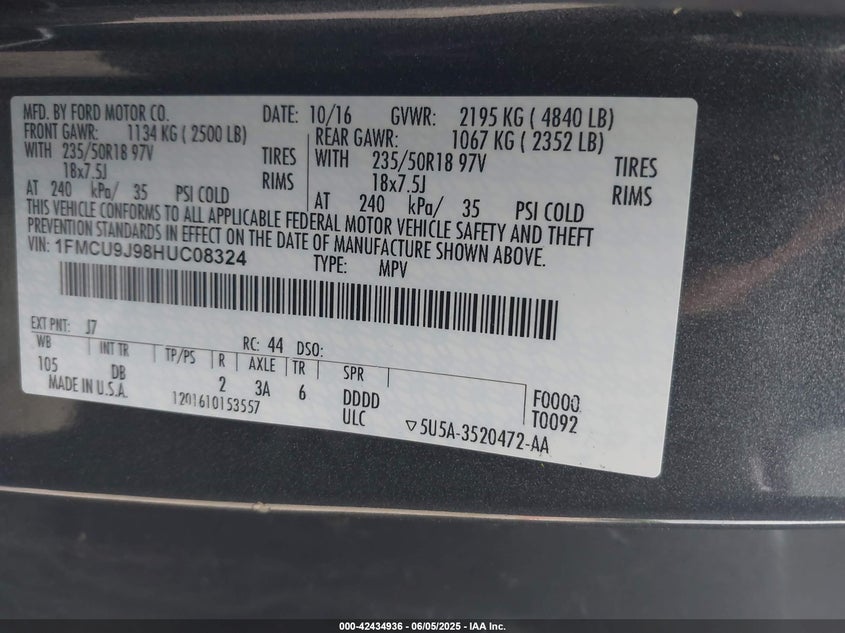 MFD. BY FORD MOTOR CO. DATE: 10/16 GVWR: 2195 KG ( 4840 LB)
FRONT GAWR: 1134 KG ( 2500 LB) REAR GAWR: 1067 KG ( 2352 LB)
WITH 235/50R18 97V TIRES WITH 235/50R18 97V TIRES
18x7.5J RIMS 18x7.5J RIMS
AT 240 kPa/ 35 PSI COLD AT 240 kPa/ 35 PSI COLD
THIS VEHICLE CONFORMS TO ALL APPLICABLE FEDERAL MOTOR VEHICLE SAFETY AND THEFT
PREVENTION STANDARDS IN EFFECT ON THE DATE OF MANUFACTURE SHOWN ABOVE.
VIN: 1FMCU9J98HUC08324 TYPE: MPV
EXT PNT: J7 RC: 44 DSO:
WB INT TR TP/PS R AXLE TR SPR
105 DB 2 3A 6 DDDD F0000
MADE IN U.S.A. 1201610153557 ULC T0092
▽5U5A-3520472-AA
000-42434936 - 06/05/2025 - IAA Inc.